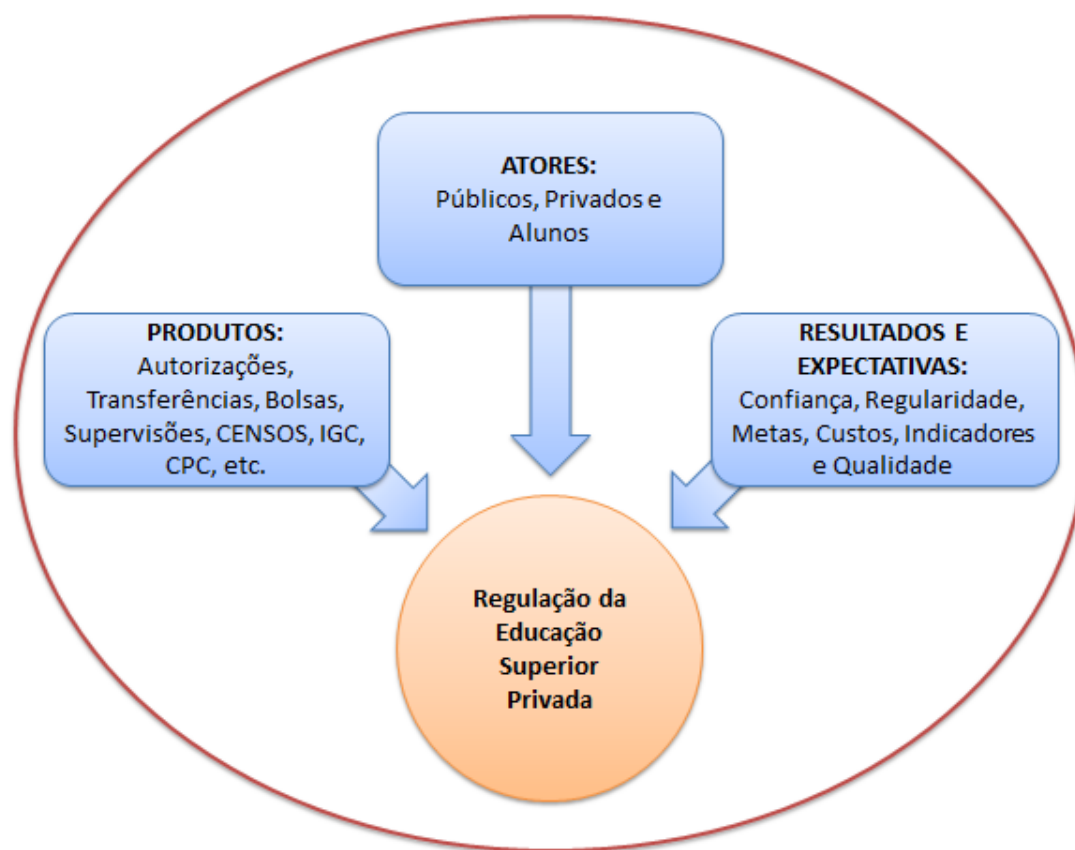 ATORES:
Públicos, Privados e
Alunos
PRODUTOS:
Autorizações,
Transferências, Bolsas,
Supervisões, CENSOS, IGC,
CPC, etc.
RESULTADOS E
EXPECTATIVAS:
Confiança, Regularidade,
Metas, Custos, Indicadores
e Qualidade
Regulação da
Educação
Superior
Privada